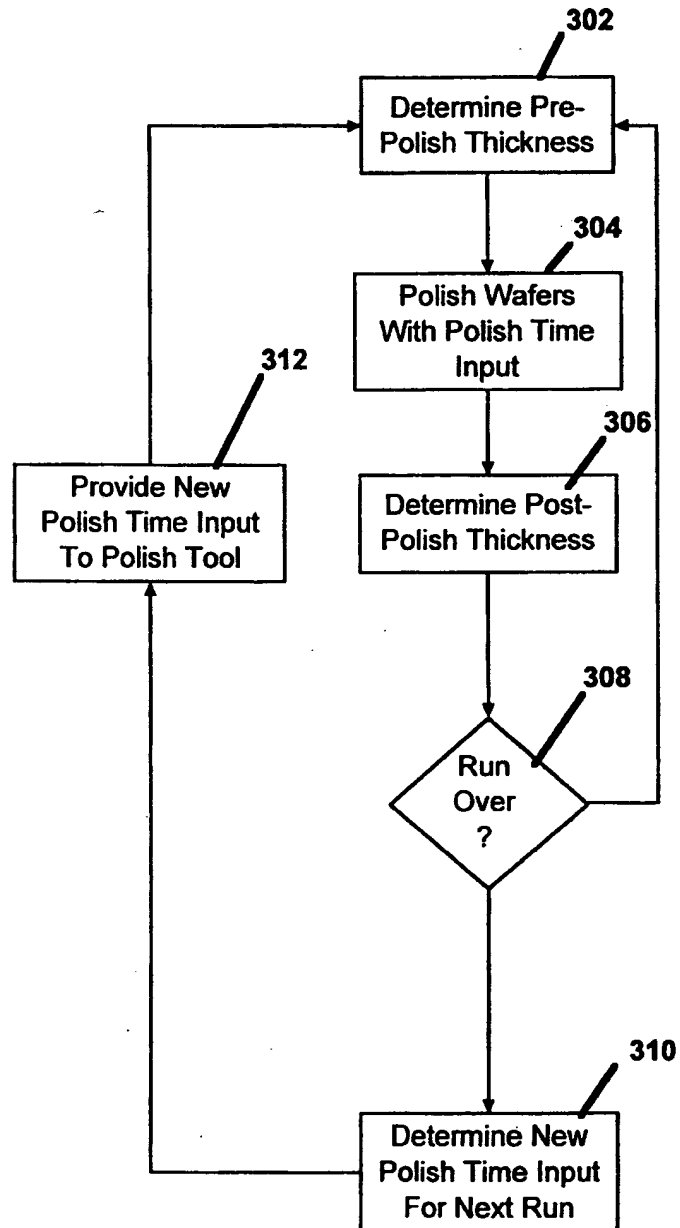 302
Determine Pre-
Polish Thickness
304
Polish Wafers
With Polish Time
Input
312
306
Provide New
Polish Time Input
To Polish Tool
Determine Post-
Polish Thickness
308
Run
Over
?
310
Determine New
Polish Time Input
For Next Run